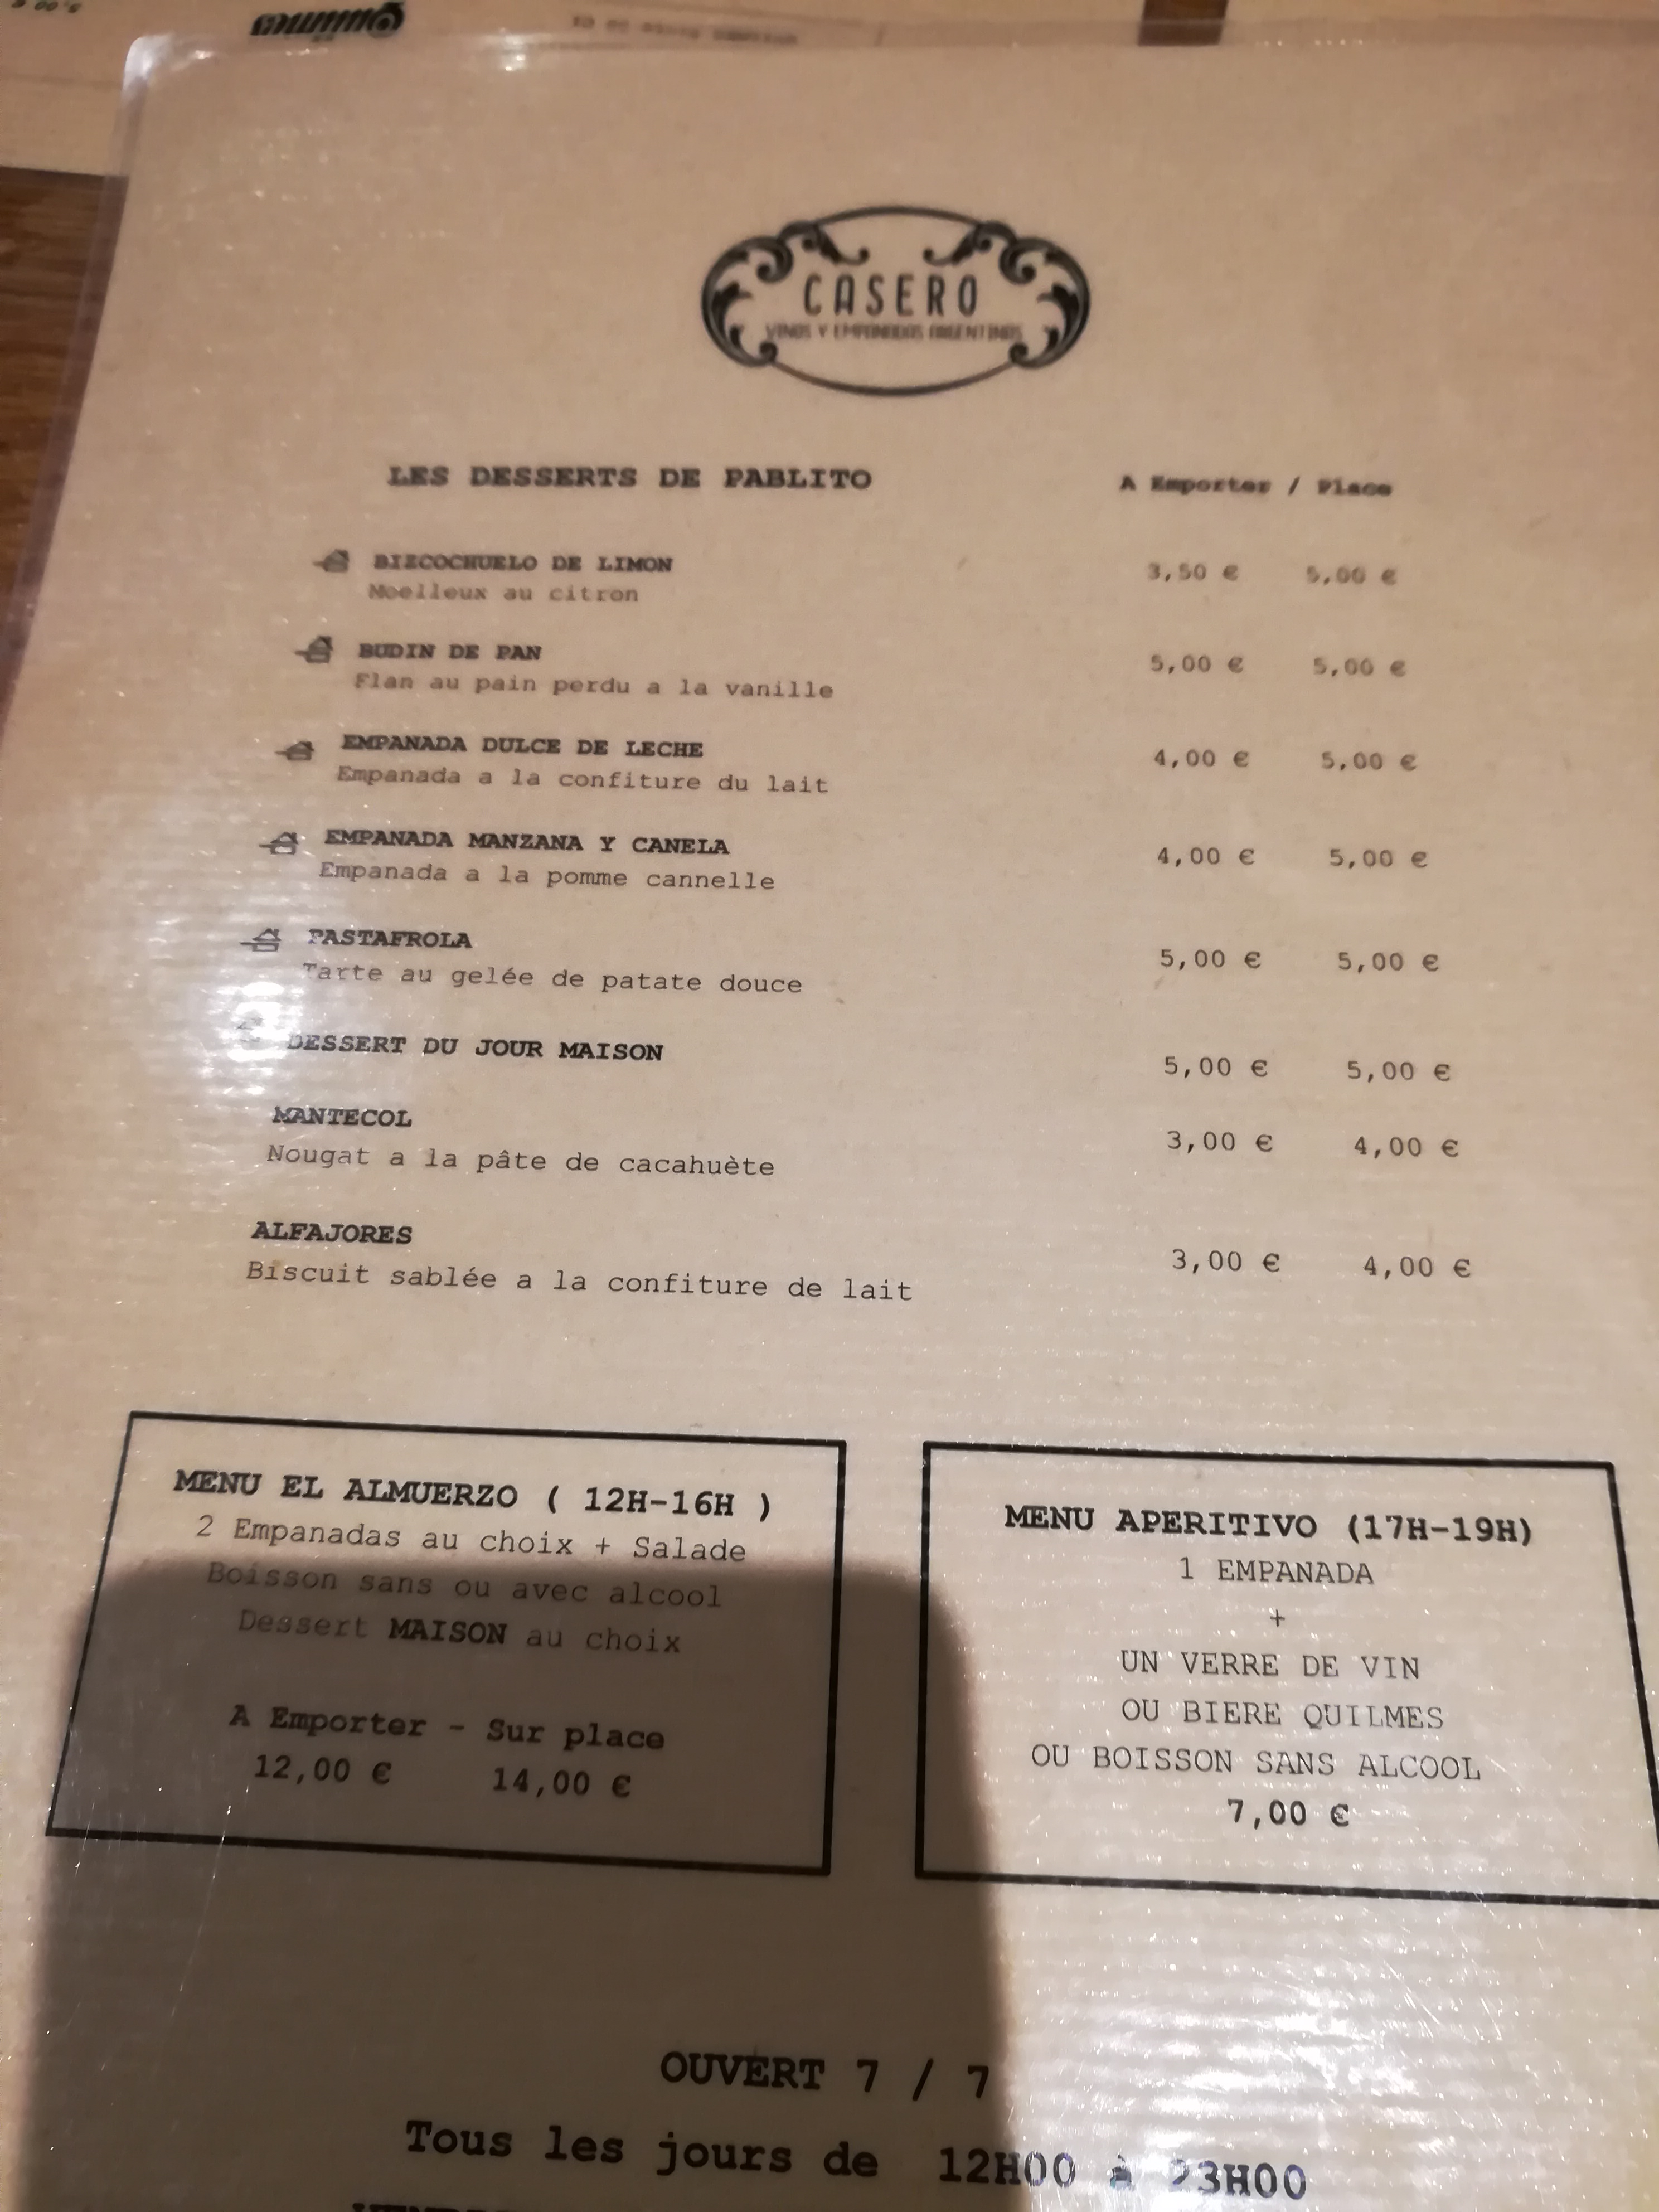 CASERO
VINOS Y EMPANADAS ARGENTINAS
LES DESSERTS DE PABLITO
A Emporter / Place
BIZCOCHUELO DE LIMON 3,50 € 5,00 €
Moelleux au citron
BUDIN DE PAN 5,00 € 5,00 €
Flan au pain perdu a la vanille
EMPANADA DULCE DE LECHE 4,00 € 5,00 €
Empanada a la confiture du lait
EMPANADA MANZANA Y CANELA 4,00 € 5,00 €
Empanada a la pomme cannelle
PASTAFROLA 5,00 € 5,00 €
Tarte au gelée de patate douce
DESSERT DU JOUR MAISON 5,00 € 5,00 €
MANTECOL 3,00 € 4,00 €
Nougat a la pâte de cacahuète
ALFAJORES 3,00 € 4,00 €
Biscuit sablée a la confiture de lait
MENU EL ALMUERZO ( 12H-16H )
2 Empanadas au choix + Salade
Boisson sans ou avec alcool
Dessert MAISON au choix
A Emporter - Sur place
12,00 € 14,00 €
MENU APERITIVO (17H-19H)
1 EMPANADA
+
UN VERRE DE VIN
OU BIERE QUILMES
OU BOISSON SANS ALCOOL
7,00 €
OUVERT 7 / 7
Tous les jours de 12H00 à 23H00